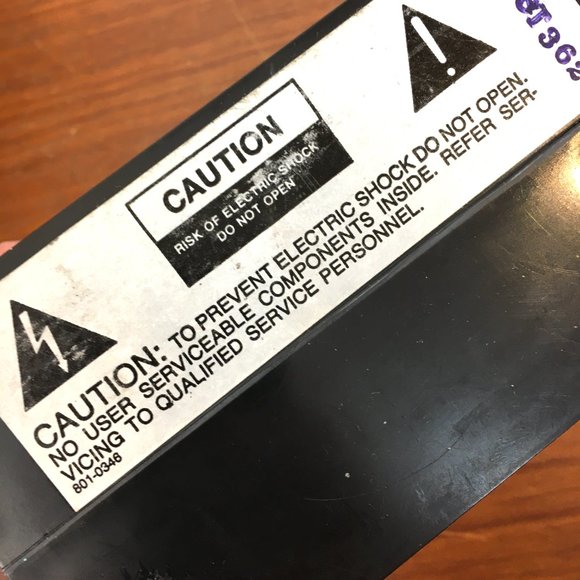 CAUTION
RISK OF ELECTRIC SHOCK
DO NOT OPEN
!
CAUTION: TO PREVENT ELECTRIC SHOCK DO NOT OPEN.
NO USER SERVICEABLE COMPONENTS INSIDE. REFER SER-
VICING TO QUALIFIED SERVICE PERSONNEL.
801-0346